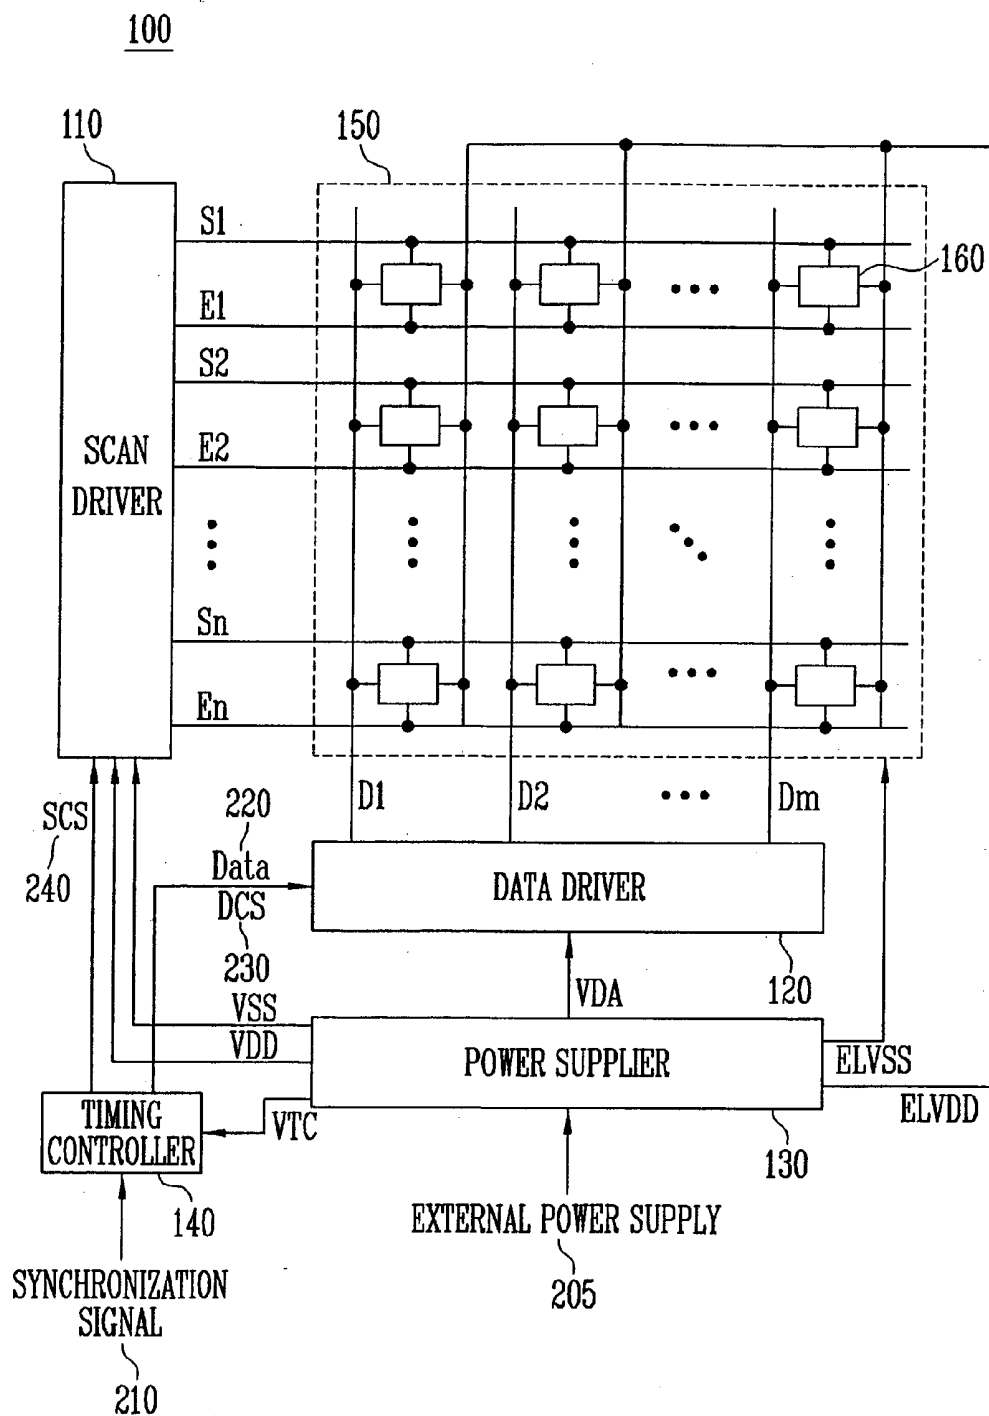 100
110
150
S1
160
E1
S2
SCAN
DRIVER
E2
Sn
En
D1
D2
Dm
SCS
240
220
Data
DCS
230
DATA DRIVER
120
VDA
VSS
VDD
POWER SUPPLIER
ELVSS
ELVDD
130
TIMING
CONTROLLER
VTC
140
EXTERNAL POWER SUPPLY
205
SYNCHRONIZATION
SIGNAL
210